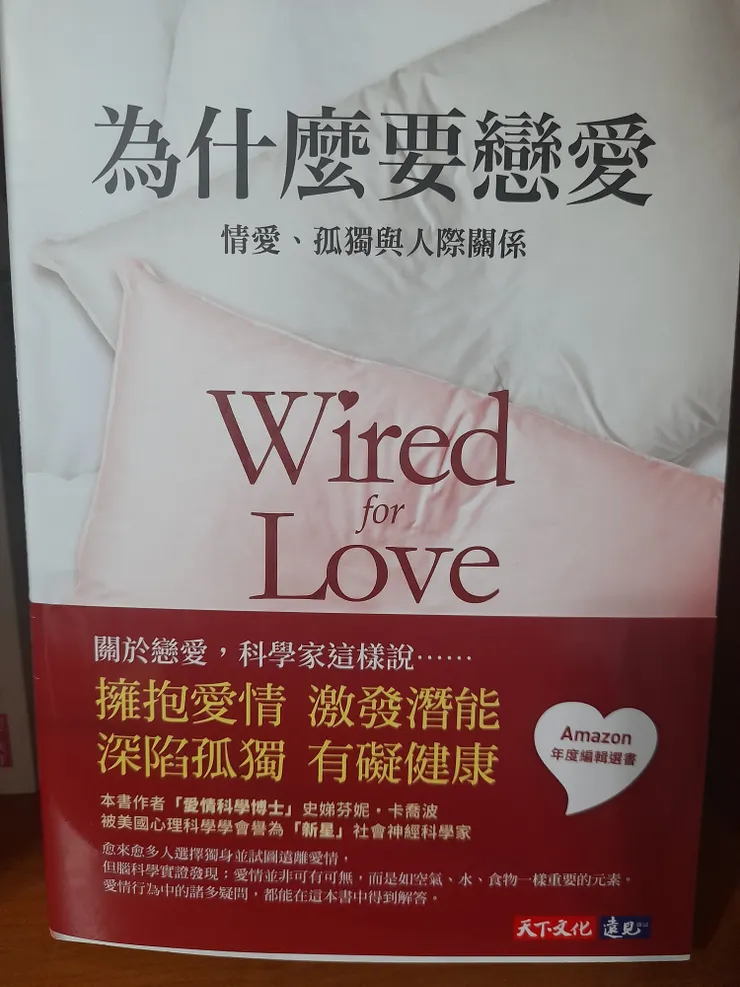 為什麼要戀愛
情愛、孤獨與人際關係
Wired
for
Love
關於戀愛，科學家這樣說⋯⋯
擁抱愛情 激發潛能
深陷孤獨 有礙健康
Amazon
年度編輯選書
本書作者「愛情科學博士」史娣芬妮・卡喬波
被美國心理科學學會譽為「新星」社會神經科學家
愈來愈多人選擇獨身並試圖遠離愛情，
但腦科學實證發現：愛情並非可有可無，而是如空氣、水、食物一樣重要的元素。
愛情行為中的諸多疑問，都能在這本書中得到解答。
天下文化 遠見